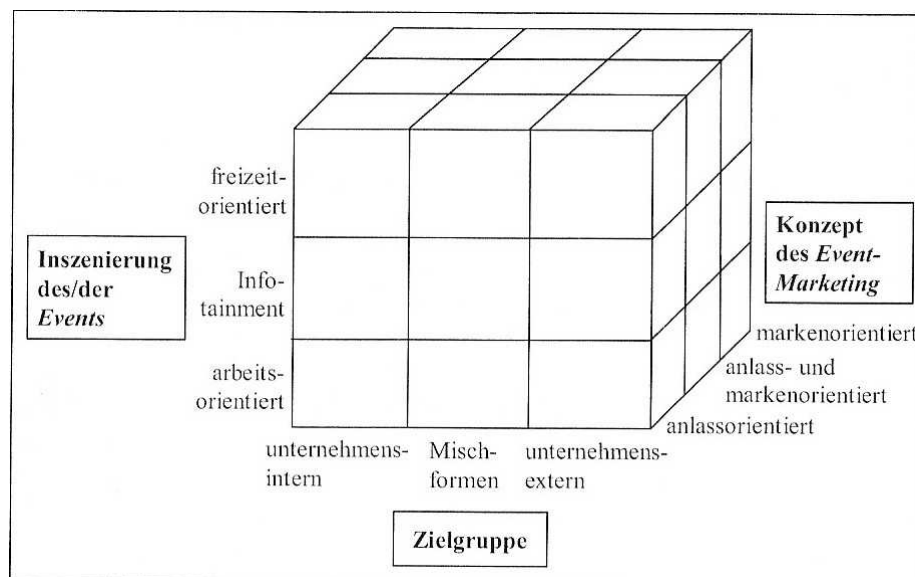 freizeit-
orientiert
Inszenierung
des/der
Events
Info-
tainment
arbeits-
orientiert
Konzept
des Event-
Marketing
markenorientiert
anlass- und
markenorientiert
anlassorientiert
unternehmens-
intern
Misch-
formen
unternehmens-
extern
Zielgruppe